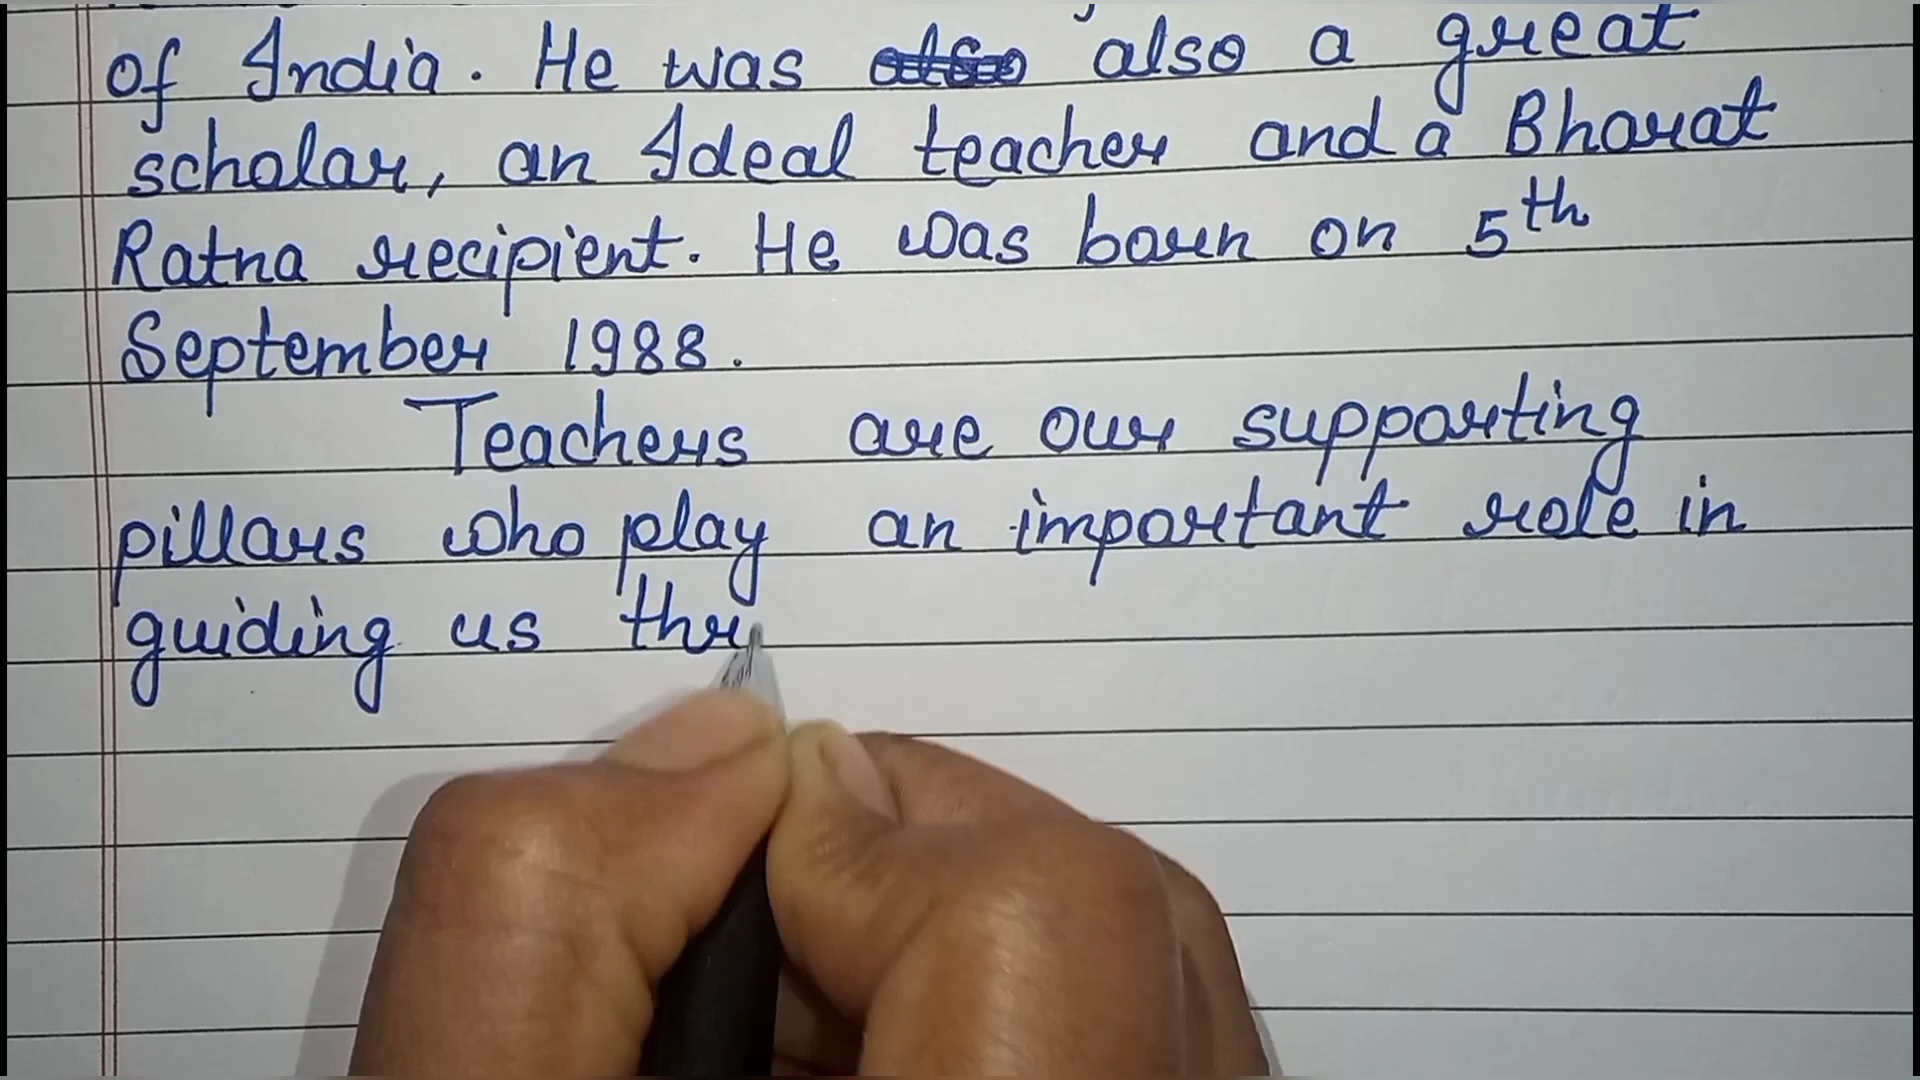 of India. He was also also a great
scholar, an Ideal teacher and a Bharat
Ratna recipient. He was born on 5th
September 1988.
Teachers are our supporting
pillars who play an important role in
guiding us thr